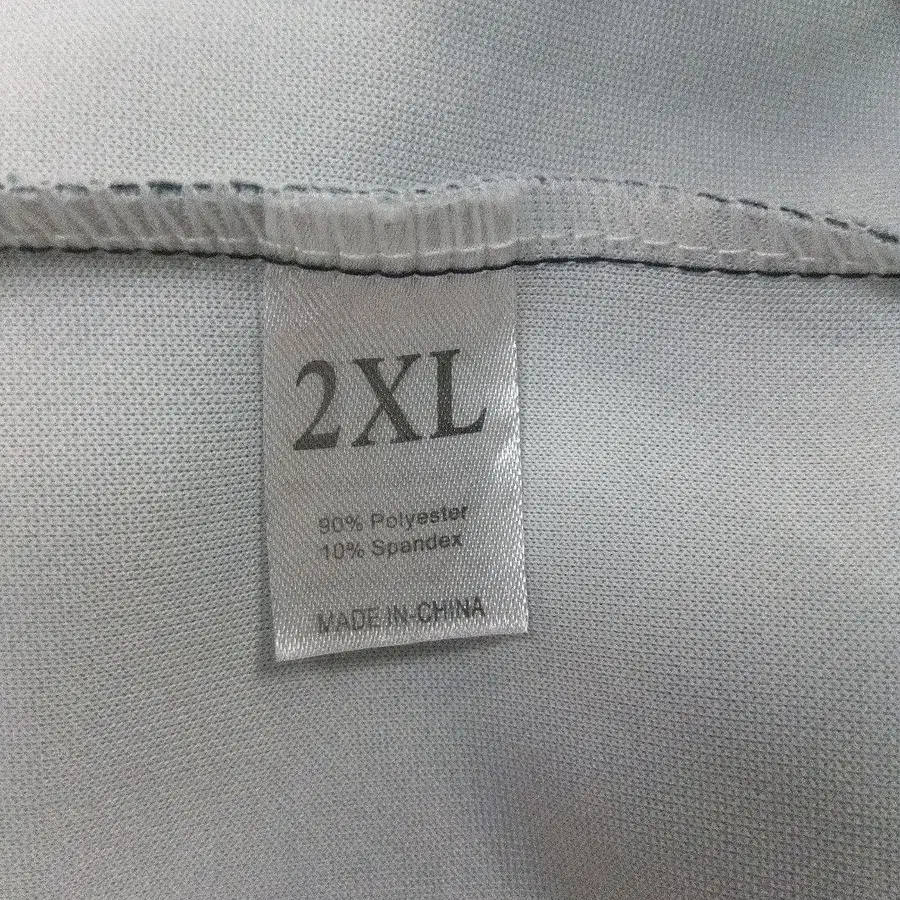 2XL
90% Polyester
10% Spandex
MADE IN-CHINA